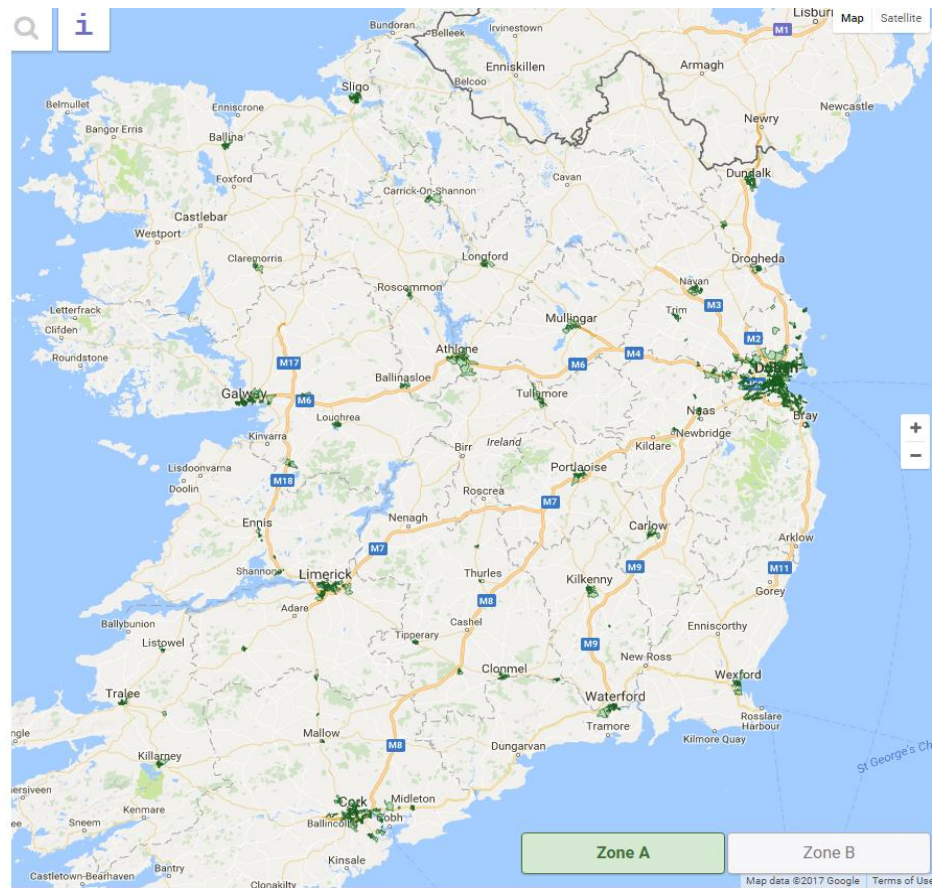 i
Map
Satellite
Bundoran
Belleek
Irvinestown
M1
Enniskillen
Armagh
Sligo
Belcoo
Belmullet
Enniscrone
Newcastle
Newry
Bangor Erris
Ballina
Dundalk
Foxford
Cavan
Carrick-On-Shannon
Castlebar
Westport
Claremorris
Longford
Drogheda
Roscommon
Navan
Letterfrack
M3
Clifden
Mullingar
Trim
Roundstone
M2
Athlone
M4
M17
M6
Dublin
Ballinasloe
Galway
M6
Tullamore
Loughrea
Naas
Bray
Kinvarra
Birr
Ireland
Newbridge
Kildare
Lisdoonvarna
Portlaoise
Doolin
M18
Roscrea
M7
Nenagh
Ennis
Carlow
Arklow
M7
Shannon
Limerick
Thurles
Kilkenny
M9
M11
Gorey
M8
Adare
Ballybunion
Cashel
Enniscorthy
Listowel
Tipperary
M9
New Ross
Clonmel
Wexford
Tralee
Waterford
Rosslare
Harbour
Tramore
Mallow
Kilmore Quay
Killarney
M8
Dungarvan
St George's Ch
Cork
Midleton
Kenmare
Cobh
Sneem
Kinsale
Bantry
Castletown-Bearhaven
Clonakilty
+
−
Zone A
Zone B
Map data ©2017 Google
Terms of Use